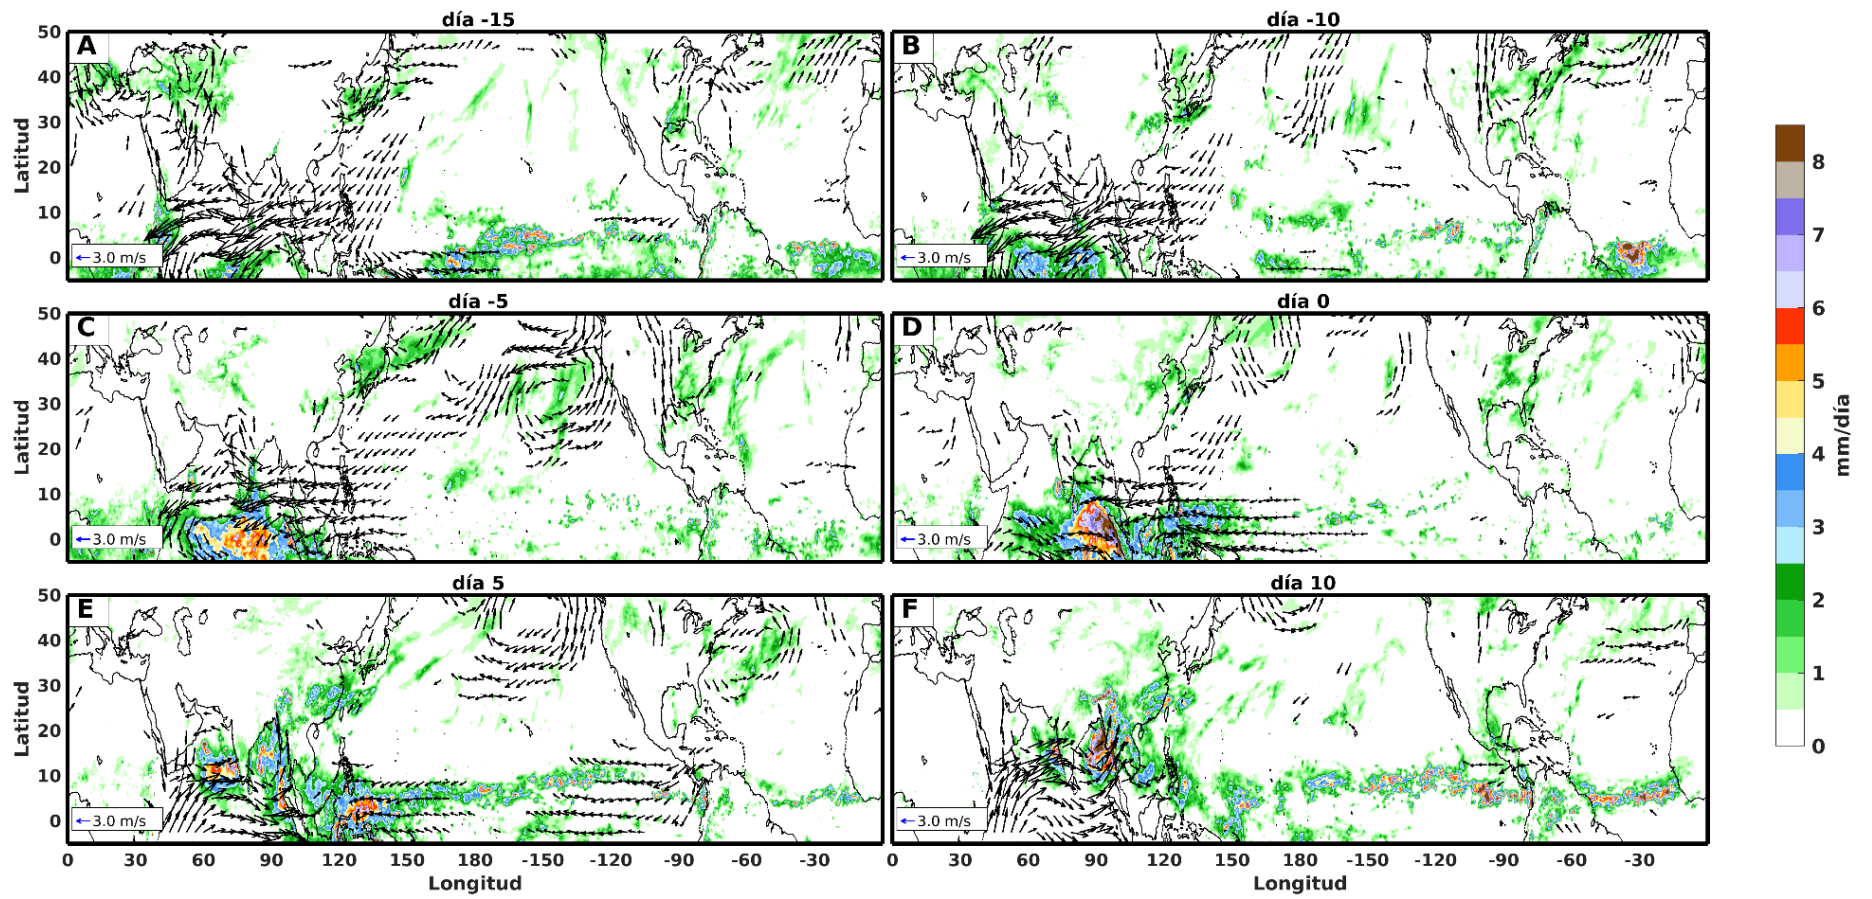 día -15
día -10
50 A B
40
30
20
10
0
Latitud
←3.0 m/s ←3.0 m/s
día -5
día 0
50 C D
40
30
20
10
0
Latitud
←3.0 m/s ←3.0 m/s
día 5
día 10
50 E F
40
30
20
10
0
Latitud
←3.0 m/s ←3.0 m/s
0 30 60 90 120 150 180 -150 -120 -90 -60 -30
0 30 60 90 120 150 180 -150 -120 -90 -60 -30
Longitud
Longitud
8
7
6
5
4
3
2
1
0
mm/día